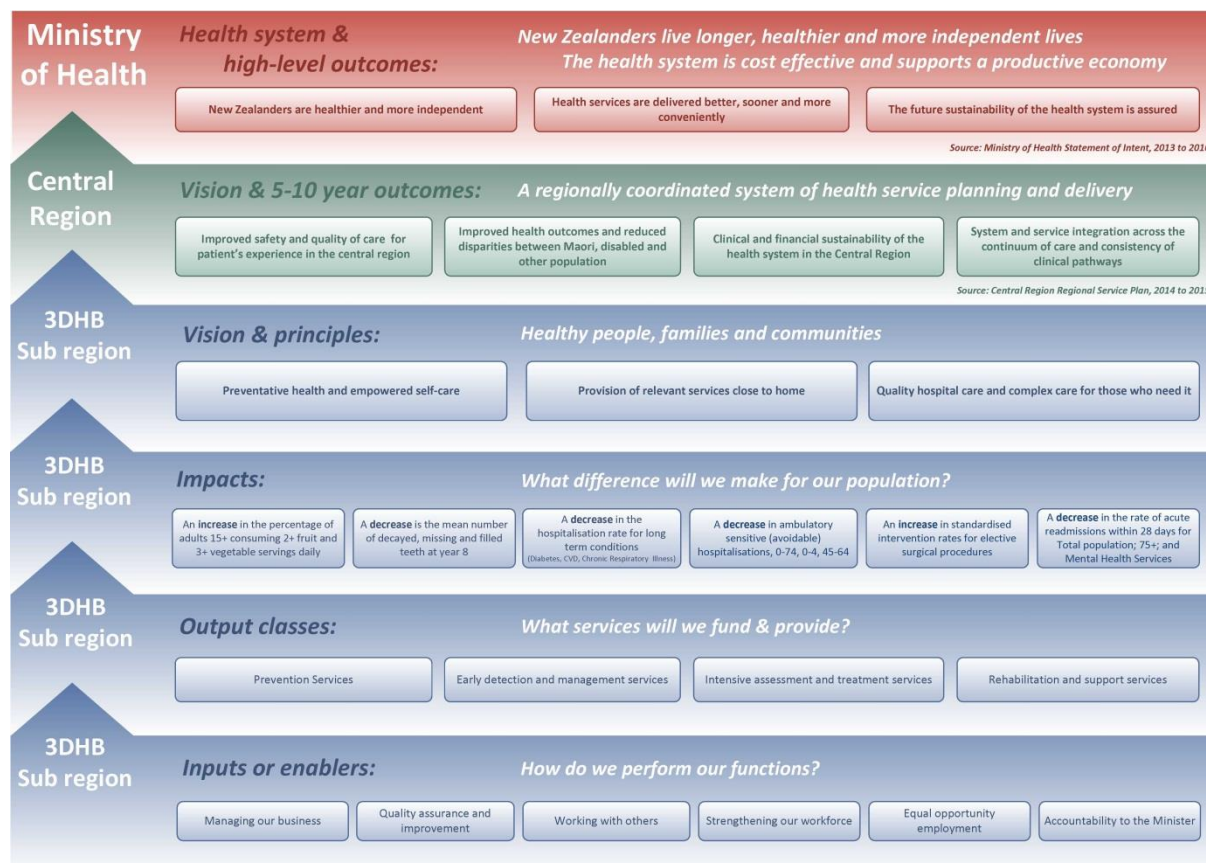 Ministry
of Health
Health system &
high-level outcomes:
New Zealanders live longer, healthier and more independent lives
The health system is cost effective and supports a productive economy
New Zealanders are healthier and more independent
Health services are delivered better, sooner and more
conveniently
The future sustainability of the health system is assured
Source: Ministry of Health Statement of Intent, 2013 to 2016
Central
Region
Vision & 5-10 year outcomes:
A regionally coordinated system of health service planning and delivery
Improved safety and quality of care for
patient's experience in the central region
Improved health outcomes and reduced
disparities between Maori, disabled and
other population
Clinical and financial sustainability of the
health system in the Central Region
System and service integration across the
continuum of care and consistency of
clinical pathways
Source: Central Region Regional Service Plan, 2014 to 2015
3DHB
Sub region
Vision & principles:
Healthy people, families and communities
Preventative health and empowered self-care
Provision of relevant services close to home
Quality hospital care and complex care for those who need it
3DHB
Sub region
Impacts:
What difference will we make for our population?
An increase in the percentage of
adults 15+ consuming 2+ fruit and
3+ vegetable servings daily
A decrease is the mean number
of decayed, missing and filled
teeth at year 8
A decrease in the
hospitalisation rate for long
term conditions
(Diabetes, CVD, Chronic Respiratory Illness)
A decrease in ambulatory
sensitive (avoidable)
hospitalisations, 0-74, 0-4, 45-64
An increase in standardised
intervention rates for elective
surgical procedures
A decrease in the rate of acute
readmissions within 28 days for
Total population; 75+; and
Mental Health Services
3DHB
Sub region
Output classes:
What services will we fund & provide?
Prevention Services
Early detection and management services
Intensive assessment and treatment services
Rehabilitation and support services
3DHB
Sub region
Inputs or enablers:
How do we perform our functions?
Managing our business
Quality assurance and
improvement
Working with others
Strengthening our workforce
Equal opportunity
employment
Accountability to the Minister